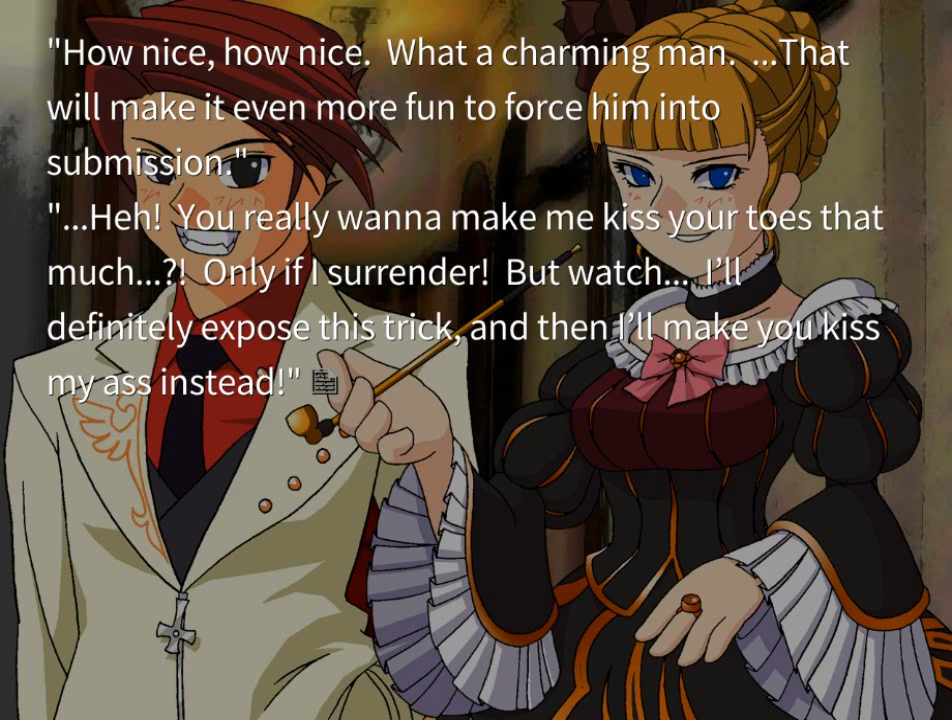 "How nice, how nice.  What a charming man.  ...That
will make it even more fun to force him into
submission."
"...Heh!  You really wanna make me kiss your toes that
much...?!  Only if I surrender!  But watch...  I’ll
definitely expose this trick, and then I’ll make you kiss
my ass instead!"